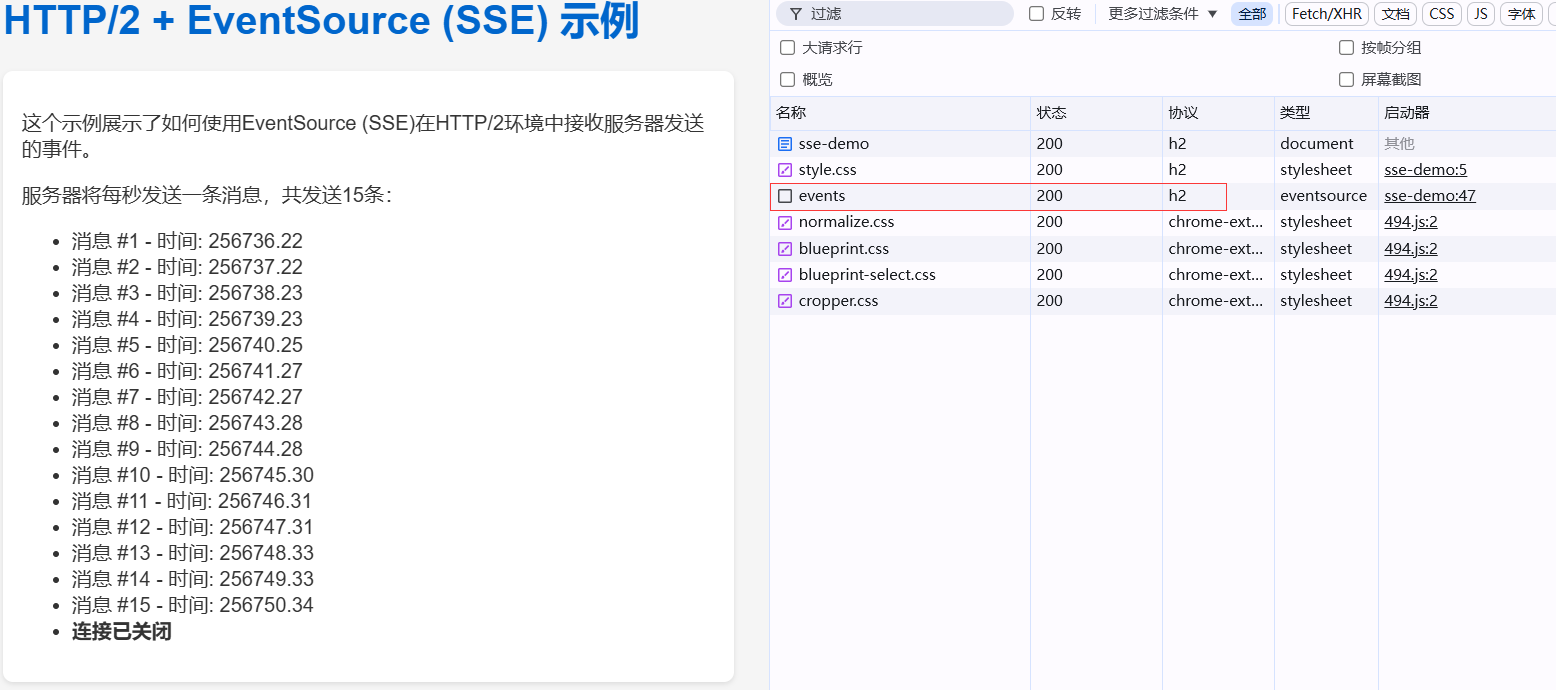 HTTP/2 + EventSource (SSE) 示例
这个示例展示了如何使用EventSource (SSE)在HTTP/2环境中接收服务器发送
的事件。
服务器将每秒发送一条消息，共发送15条：
消息 #1 - 时间: 256736.22
消息 #2 - 时间: 256737.22
消息 #3 - 时间: 256738.23
消息 #4 - 时间: 256739.23
消息 #5 - 时间: 256740.25
消息 #6 - 时间: 256741.27
消息 #7 - 时间: 256742.27
消息 #8 - 时间: 256743.28
消息 #9 - 时间: 256744.28
消息 #10 - 时间: 256745.30
消息 #11 - 时间: 256746.31
消息 #12 - 时间: 256747.31
消息 #13 - 时间: 256748.33
消息 #14 - 时间: 256749.33
消息 #15 - 时间: 256750.34
连接已关闭
过滤 反转 更多过滤条件 全部 Fetch/XHR 文档 CSS JS 字体
大请求行 按帧分组
概览 屏幕截图
名称 状态 协议 类型 启动器
sse-demo 200 h2 document 其他
style.css 200 h2 stylesheet sse-demo:5
events 200 h2 eventsource sse-demo:47
normalize.css 200 chrome-ext... stylesheet 494.js:2
blueprint.css 200 chrome-ext... stylesheet 494.js:2
blueprint-select.css 200 chrome-ext... stylesheet 494.js:2
cropper.css 200 chrome-ext... stylesheet 494.js:2